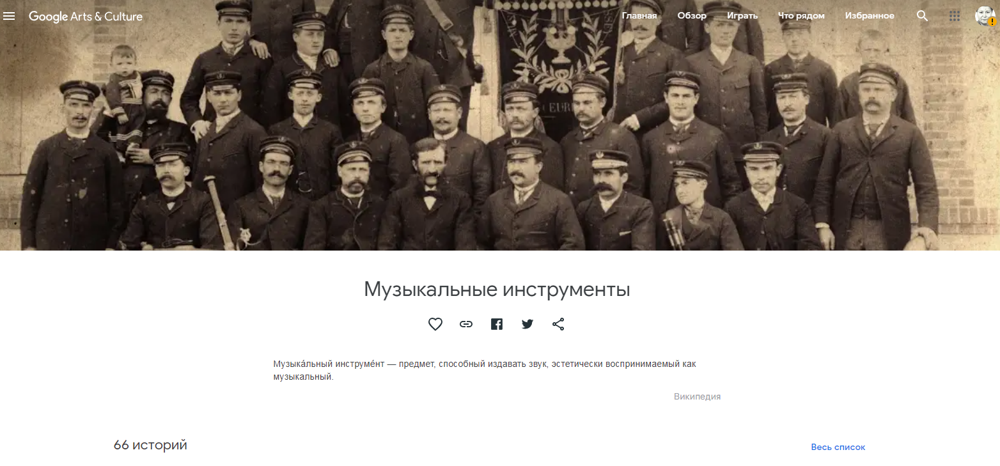 Google Arts & Culture
Главная Обзор Играть Что рядом Избранное
Музыкальные инструменты
Музыка́льный инструме́нт — предмет, способный издавать звук, эстетически воспринимаемый как
музыкальный.
Википедия
66 историй
Весь список